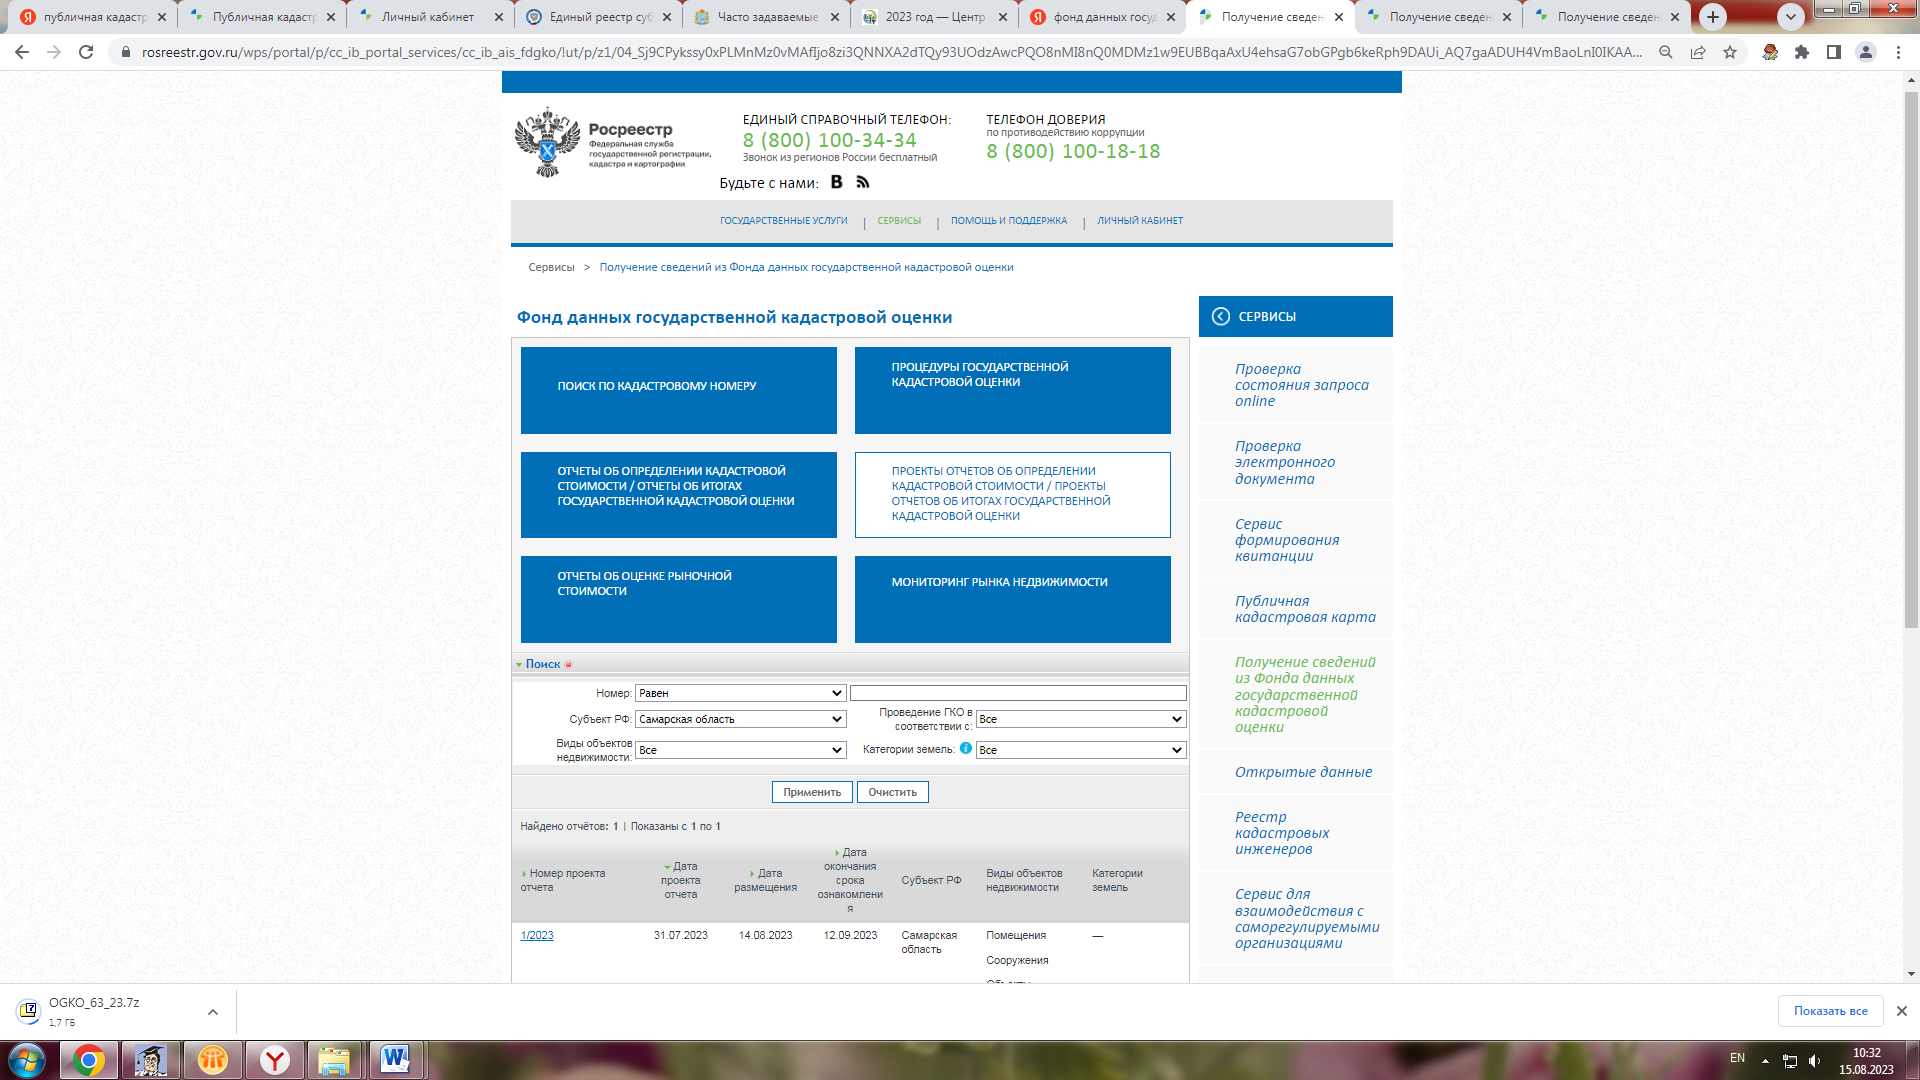 публичная кадастр
Публичная кадастр
Личный кабинет
Единый реестр суб
Часто задаваемые
2023 год — Центр
фонд данных госуд
Получение сведен
Получение сведен
Получение сведен
rosreestr.gov.ru/wps/portal/p/cc_ib_portal_services/cc_ib_ais_fdgko/!ut/p/z1/
Росреестр
Федеральная служба
государственной регистрации,
кадастра и картографии
ЕДИНЫЙ СПРАВОЧНЫЙ ТЕЛЕФОН:
8 (800) 100-34-34
Звонок из регионов России бесплатный
ТЕЛЕФОН ДОВЕРИЯ
по противодействию коррупции
8 (800) 100-18-18
Будьте с нами:
ГОСУДАРСТВЕННЫЕ УСЛУГИ | СЕРВИСЫ | ПОМОЩЬ И ПОДДЕРЖКА | ЛИЧНЫЙ КАБИНЕТ
Сервисы > Получение сведений из Фонда данных государственной кадастровой оценки
Фонд данных государственной кадастровой оценки
ПОИСК ПО КАДАСТРОВОМУ НОМЕРУ
ПРОЦЕДУРЫ ГОСУДАРСТВЕННОЙ
КАДАСТРОВОЙ ОЦЕНКИ
ОТЧЕТЫ ОБ ОПРЕДЕЛЕНИИ КАДАСТРОВОЙ
СТОИМОСТИ / ОТЧЕТЫ ОБ ИТОГАХ
ГОСУДАРСТВЕННОЙ КАДАСТРОВОЙ ОЦЕНКИ
ПРОЕКТЫ ОТЧЕТОВ ОБ ОПРЕДЕЛЕНИИ
КАДАСТРОВОЙ СТОИМОСТИ / ПРОЕКТЫ
ОТЧЕТОВ ОБ ИТОГАХ ГОСУДАРСТВЕННОЙ
КАДАСТРОВОЙ ОЦЕНКИ
ОТЧЕТЫ ОБ ОЦЕНКЕ РЫНОЧНОЙ
СТОИМОСТИ
МОНИТОРИНГ РЫНКА НЕДВИЖИМОСТИ
Поиск
Номер: Равен
Субъект РФ: Самарская область
Проведение ГКО в
соответствии с: Все
Виды объектов
недвижимости: Все
Категории земель: Все
Применить Очистить
Найдено отчётов: 1 | Показаны с 1 по 1
Номер проекта
отчета
Дата
проекта
отчета
Дата
размещения
Дата
окончания
срока
ознакомлени
я
Субъект РФ
Виды объектов
недвижимости
Категории
земель
1/2023
31.07.2023
14.08.2023
12.09.2023
Самарская
область
Помещения
Сооружения
Объекты
—
СЕРВИСЫ
Проверка
состояния запроса
online
Проверка
электронного
документа
Сервис
формирования
квитанции
Публичная
кадастровая карта
Получение сведений
из Фонда данных
государственной
кадастровой
оценки
Открытые данные
Реестр
кадастровых
инженеров
Сервис для
взаимодействия с
саморегулируемыми
организациями
OGKO_63_23.7z
1,7 ГБ
Показать все
EN
10:32
15.08.2023